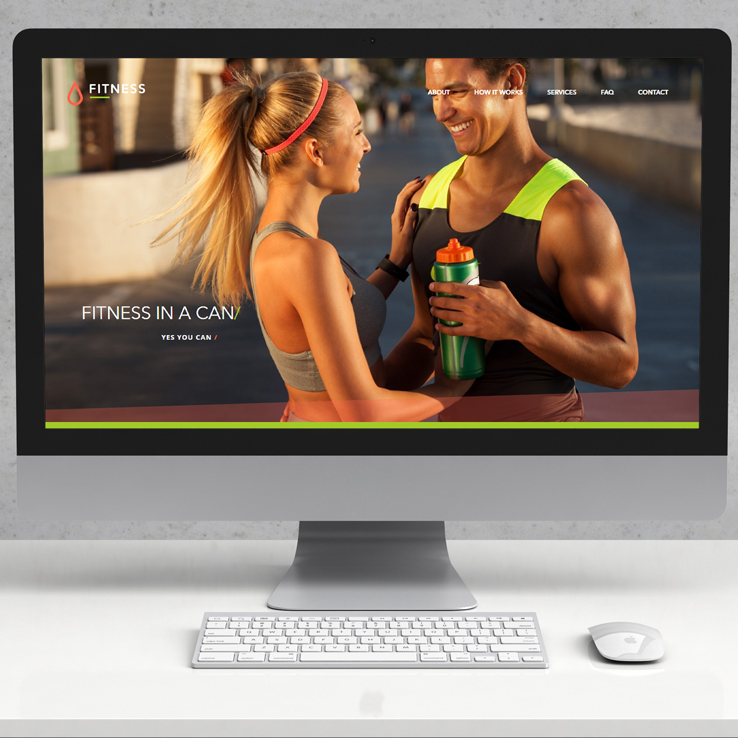 FITNESS
ABOUT HOW IT WORKS SERVICES FAQ CONTACT
FITNESS IN A CAN/
YES YOU CAN /